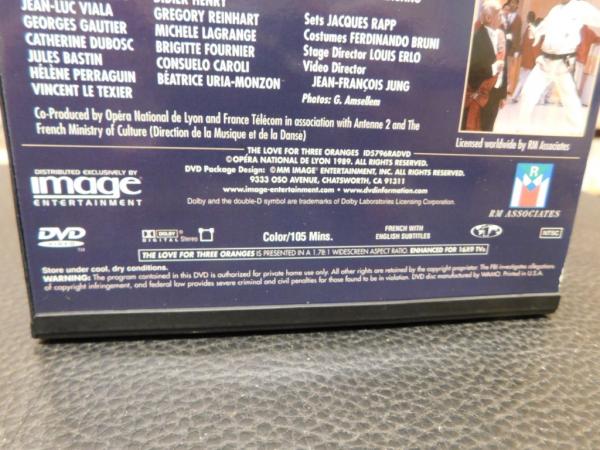 JEAN-LUC VIALA
GEORGES GAUTIER
CATHERINE DUBOSC
JULES BASTIN
HÉLÈNE PERRAGUIN
VINCENT LE TEXIER
DIDIER HENRY
GREGORY REINHART
MICHELE LAGRANGE
BRIGITTE FOURNIER
CONSUELO CAROLI
BÉATRICE URIA-MONZON
Sets JACQUES RAPP
Costumes FERDINANDO BRUNI
Stage Director LOUIS ERLO
Video Director
JEAN-FRANÇOIS JUNG
Photos: G. Amsellem
Co-Produced by Opéra National de Lyon and France Télécom in association with Antenne 2 and The
French Ministry of Culture (Direction de la Musique et de la Danse)
Licensed worldwide by RM Associates
THE LOVE FOR THREE ORANGES ID5796RADVD
©OPÉRA NATIONAL DE LYON 1989. ALL RIGHTS RESERVED.
DVD Package Design: ©MM IMAGE ENTERTAINMENT, INC. ALL RIGHTS RESERVED.
9333 OSO AVENUE, CHATSWORTH, CA 91311
www.image-entertainment.com • www.dvdinformation.com
Dolby and the double-D symbol are trademarks of Dolby Laboratories Licensing Corporation.
DISTRIBUTED EXCLUSIVELY BY
image
ENTERTAINMENT
R
M
RM ASSOCIATES
DVD
VIDEO
TM
DOLBY
DIGITAL
Stereo
Color/105 Mins.
FRENCH WITH
ENGLISH SUBTITLES
NTSC
THE LOVE FOR THREE ORANGES IS PRESENTED IN A 1.78:1 WIDESCREEN ASPECT RATIO ENHANCED FOR 16X9 TVs
Store under cool, dry conditions.
WARNING: The program contained in this DVD is authorized for private home use only. All other rights are retained by the copyright proprietor. The FBI investigates allegations
of copyright infringement, and federal law provides severe criminal and civil penalties for those found to be in violation. DVD disc manufactured by WAMO. Printed in U.S.A.